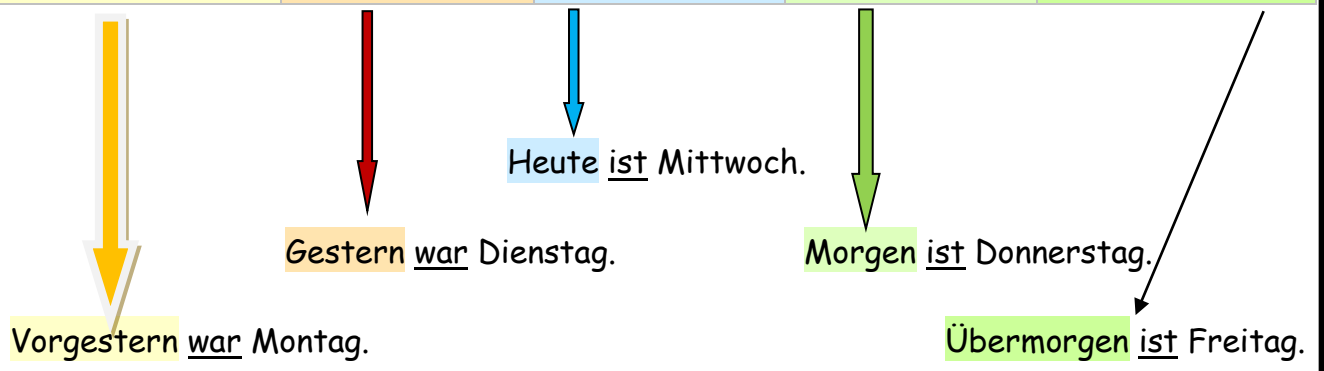 Heute ist Mittwoch.
Gestern war Dienstag.
Morgen ist Donnerstag.
Vorgestern war Montag.
Übermorgen ist Freitag.